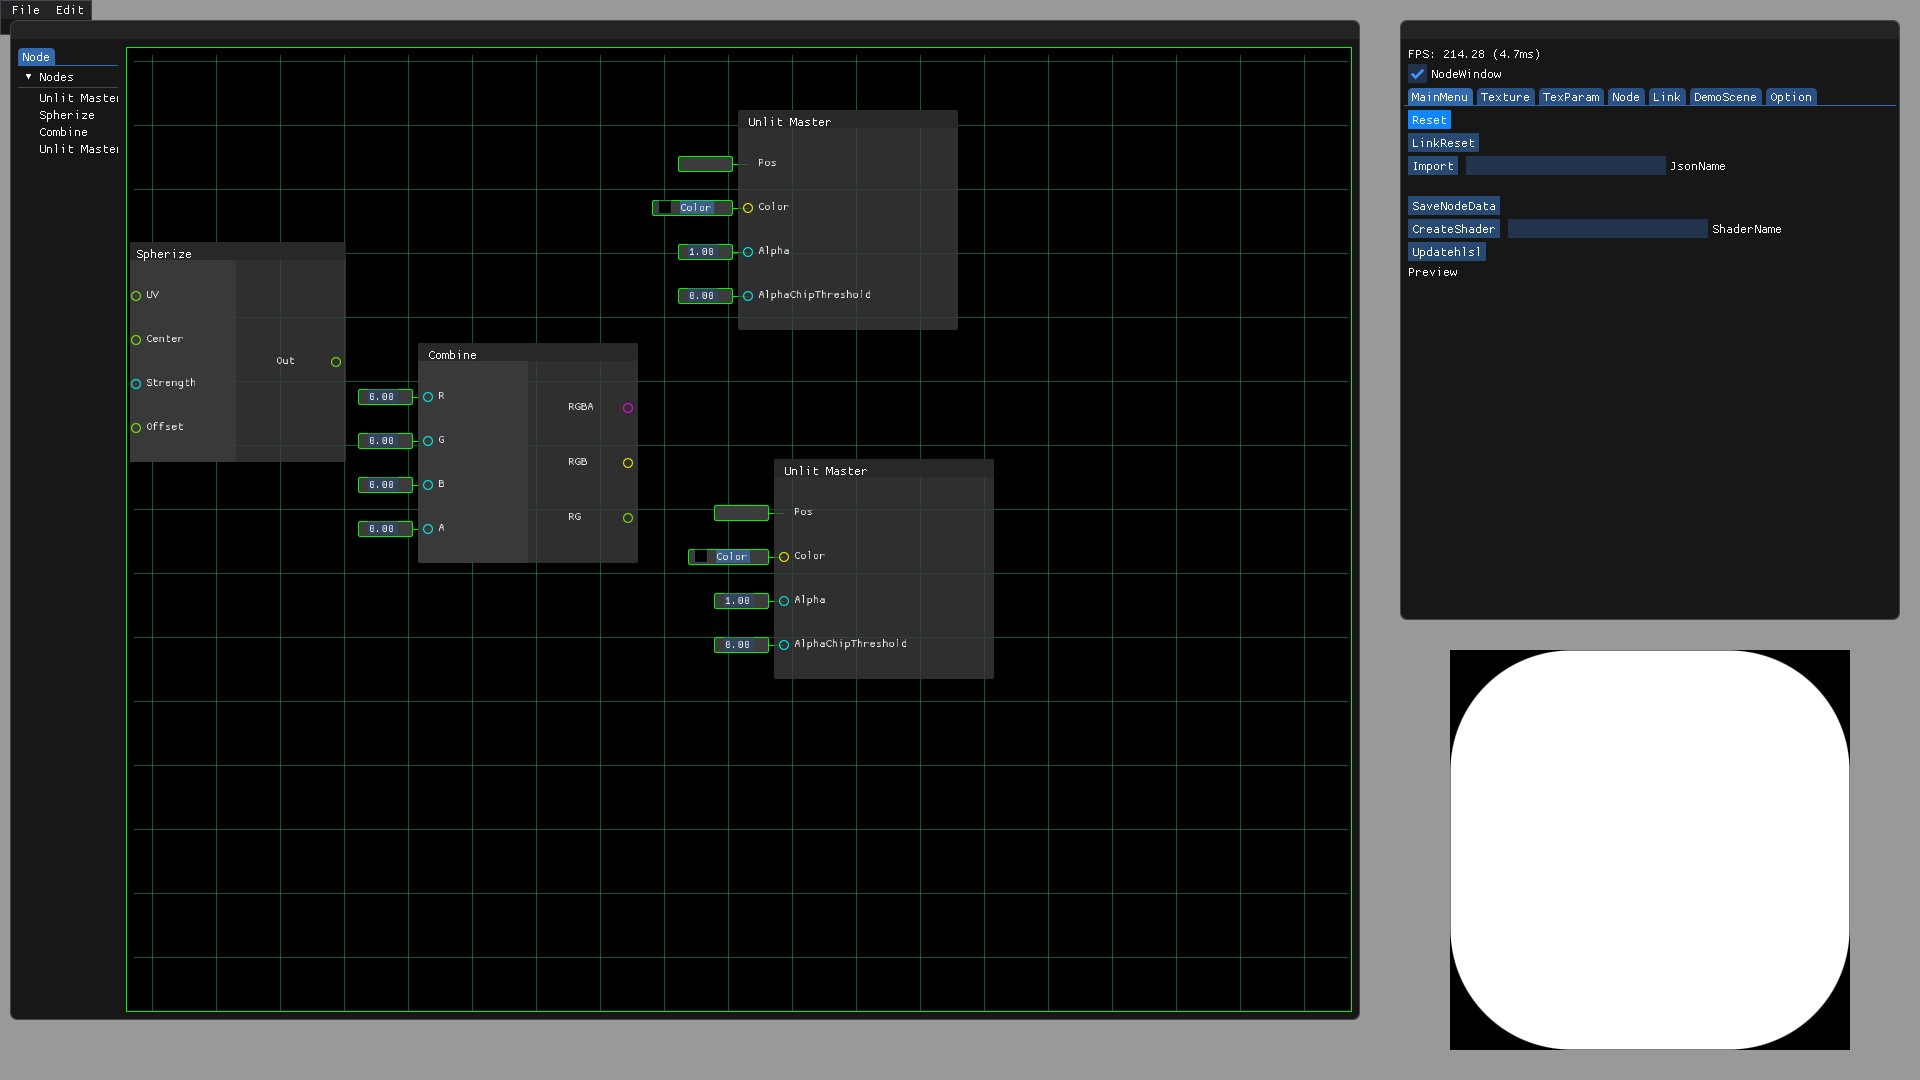 File Edit
Node
Nodes
Unlit Master
Spherize
Combine
Unlit Master
Spherize
UV
Center
Strength
Offset
Out
Combine
0.00 R
0.00 G
0.00 B
0.00 A
RGBA
RGB
RG
Unlit Master
Pos
Color Color
1.00 Alpha
0.00 AlphaChipThreshold
Unlit Master
Pos
Color Color
1.00 Alpha
0.00 AlphaChipThreshold
FPS: 214.28 (4.7ms)
NodeWindow
MainMenu Texture TexParam Node Link DemoScene Option
Reset
LinkReset
Import JsonName
SaveNodeData
CreateShader ShaderName
Updatehlsl
Preview